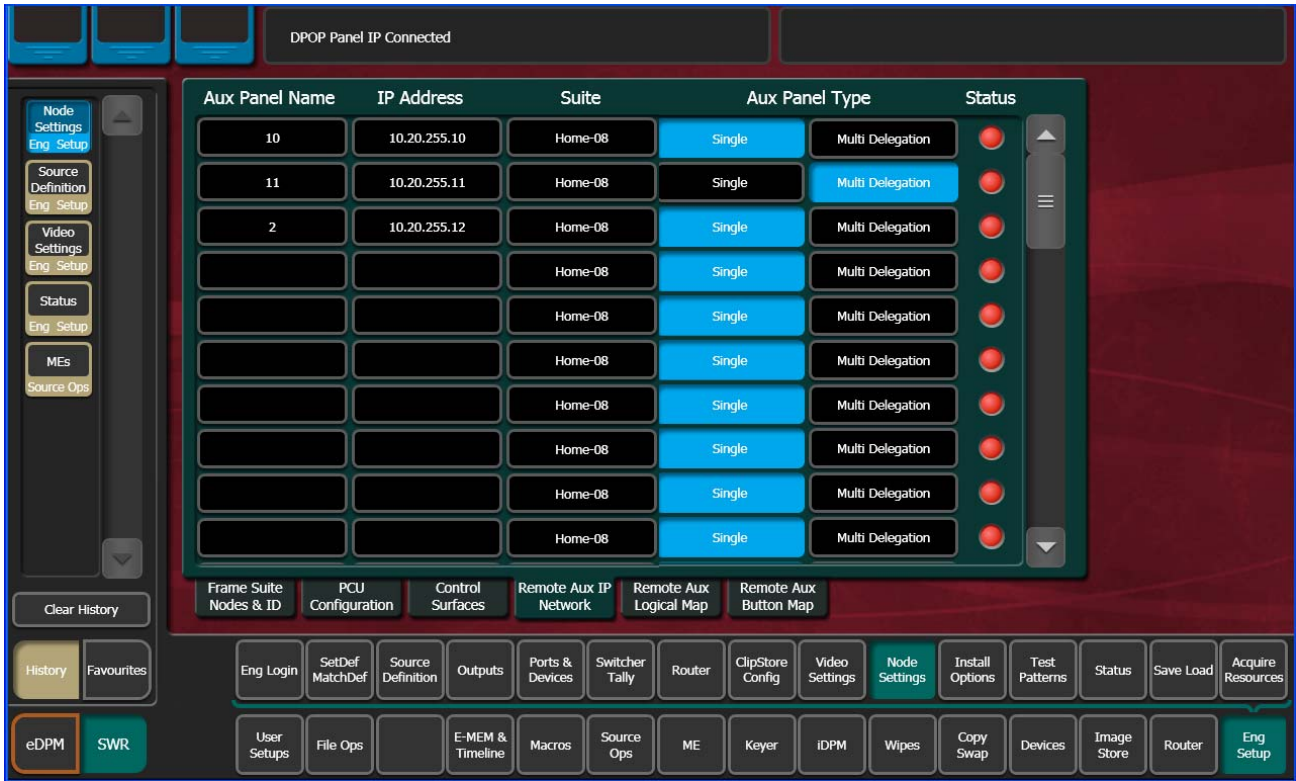 DPOP Panel IP Connected
Node
Settings
Eng Setup
Source
Definition
Eng Setup
Video
Settings
Eng Setup
Status
Eng Setup
MEs
Source Ops
Clear History
History Favourites
eDPM SWR
Aux Panel Name IP Address Suite Aux Panel Type Status
10 10.20.255.10 Home-08 Single Multi Delegation
11 10.20.255.11 Home-08 Single Multi Delegation
2 10.20.255.12 Home-08 Single Multi Delegation
Home-08 Single Multi Delegation
Home-08 Single Multi Delegation
Home-08 Single Multi Delegation
Home-08 Single Multi Delegation
Home-08 Single Multi Delegation
Home-08 Single Multi Delegation
Home-08 Single Multi Delegation
Frame Suite
Nodes & ID
PCU
Configuration
Control
Surfaces
Remote Aux IP
Network
Remote Aux
Logical Map
Remote Aux
Button Map
Eng Login
SetDef
MatchDef
Source
Definition
Outputs
Ports &
Devices
Switcher
Tally
Router
ClipStore
Config
Video
Settings
Node
Settings
Install
Options
Test
Patterns
Status
Save Load
Acquire
Resources
User
Setups
File Ops
E-MEM &
Timeline
Macros
Source
Ops
ME
Keyer
iDPM
Wipes
Copy
Swap
Devices
Image
Store
Router
Eng
Setup